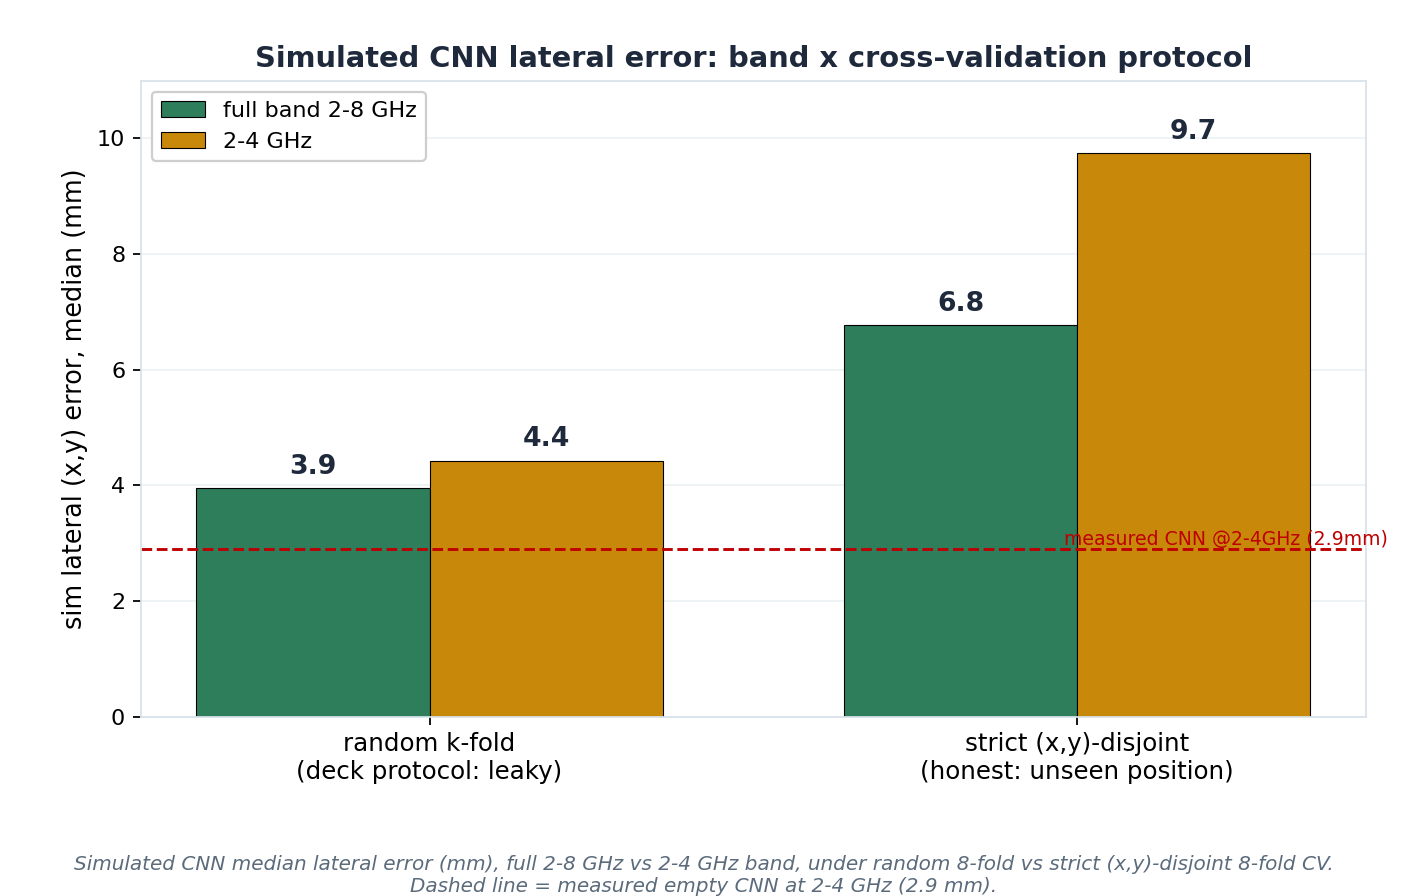 Simulated CNN lateral error: band x cross-validation protocol
full band 2-8 GHz
2-4 GHz
sim lateral (x,y) error, median (mm)
10
8
6
4
2
0
3.9
4.4
6.8
9.7
measured CNN @2-4GHz (2.9mm)
random k-fold
(deck protocol: leaky)
strict (x,y)-disjoint
(honest: unseen position)
Simulated CNN median lateral error (mm), full 2-8 GHz vs 2-4 GHz band, under random 8-fold vs strict (x,y)-disjoint 8-fold CV.
Dashed line = measured empty CNN at 2-4 GHz (2.9 mm).